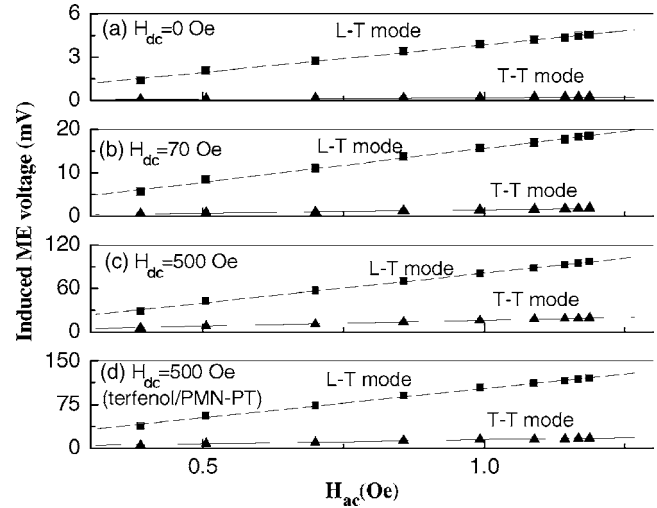 6
(a) H_dc=0 Oe
L-T mode
3
T-T mode
0
20
(b) H_dc=70 Oe
L-T mode
10
T-T mode
0
120
(c) H_dc=500 Oe
L-T mode
60
T-T mode
0
150
(d) H_dc=500 Oe
L-T mode
(terfenol/PMN-PT)
75
T-T mode
0
0.5 1.0
H_ac(Oe)
Induced ME voltage (mV)